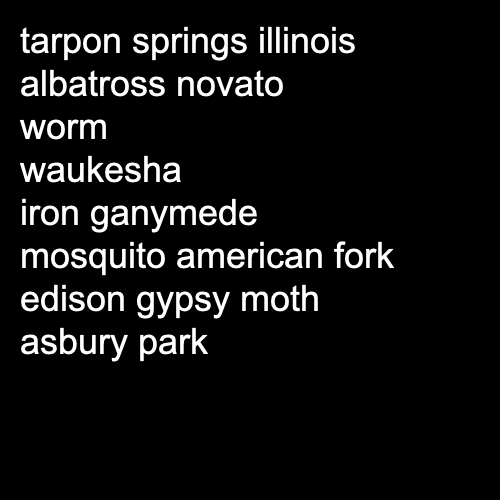 tarpon springs illinois
albatross novato
worm
waukesha
iron ganymede
mosquito american fork
edison gypsy moth
asbury park